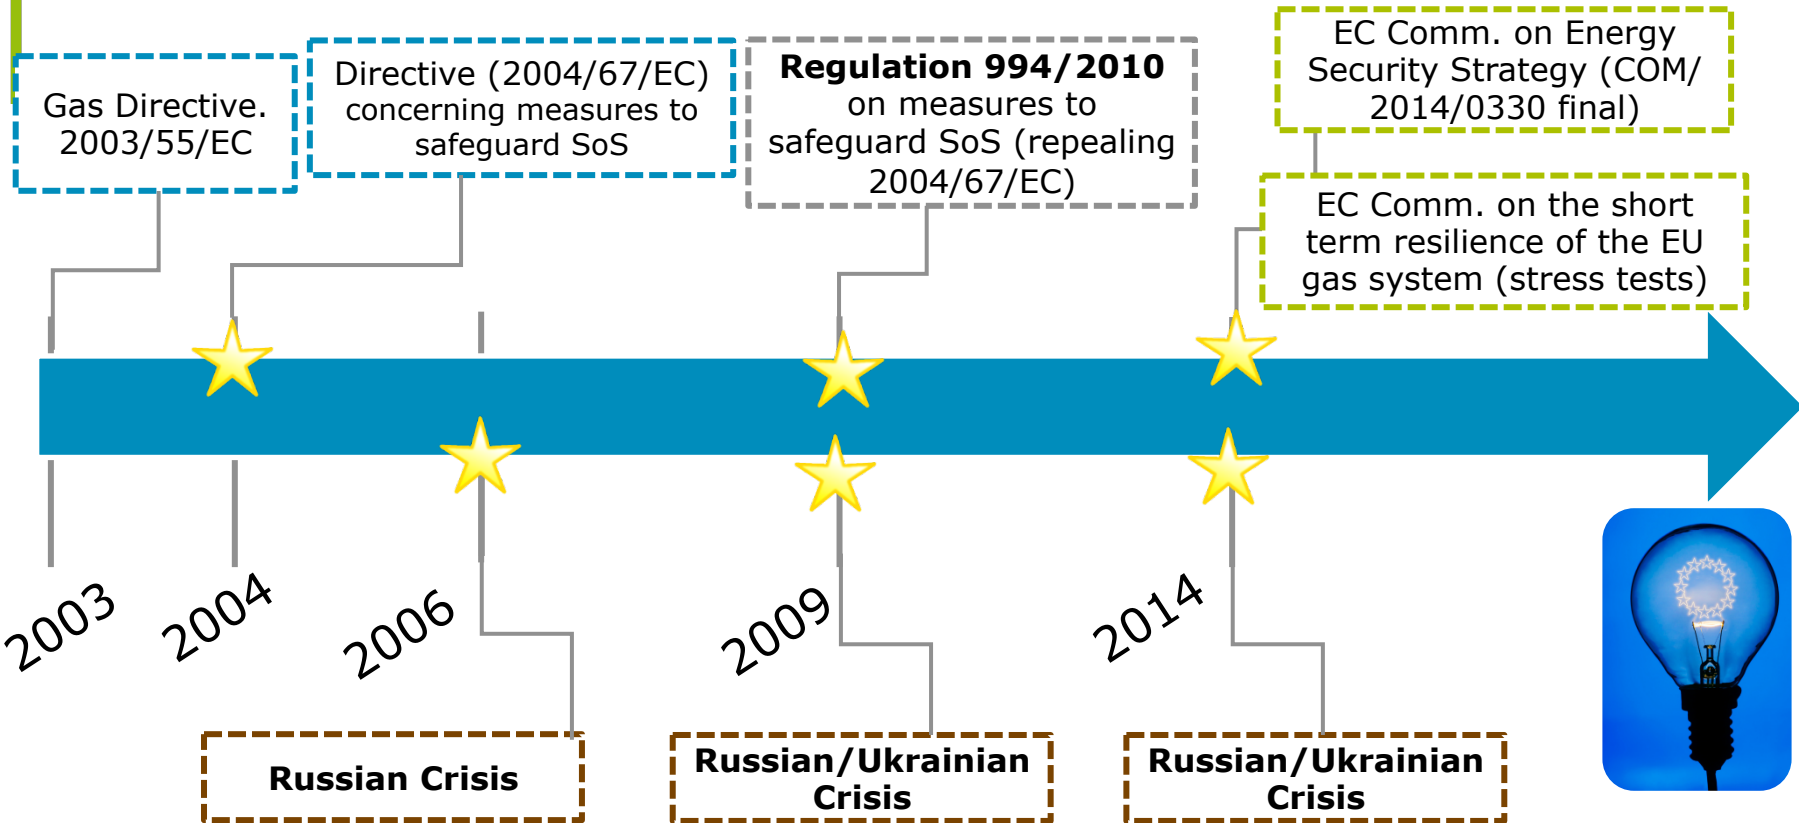 Gas Directive.
2003/55/EC
Directive (2004/67/EC)
concerning measures to
safeguard SoS
Regulation 994/2010
on measures to
safeguard SoS (repealing
2004/67/EC)
EC Comm. on Energy
Security Strategy (COM/
2014/0330 final)
EC Comm. on the short
term resilience of the EU
gas system (stress tests)
2003
2004
2006
2009
2014
Russian Crisis
Russian/Ukrainian
Crisis
Russian/Ukrainian
Crisis